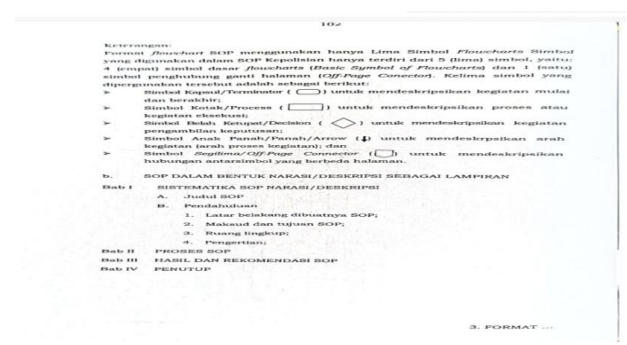 102
Keterangan:
Format flowchart SOP menggunakan hanya Lima Simbol Flowcharts Simbol
yang digunakan dalam SOP Kepolisian hanya terdiri dari 5 (lima) simbol, yaitu:
4 (empat) simbol dasar flowcharts (Basic Symbol of Flowcharts) dan 1 (satu)
simbol penghubung ganti halaman (Off-Page Conector). Kelima simbol yang
dipergunakan tersebut adalah sebagai berikut:
➢ Simbol Kapsul/Terminator ( ) untuk mendeskripsikan kegiatan mulai
dan berakhir;
➢ Simbol Kotak/Process ( ) untuk mendeskripsikan proses atau
kegiatan eksekusi;
➢ Simbol Belah Ketupat/Decision ( ) untuk mendeskripsikan kegiatan
pengambilan keputusan;
➢ Simbol Anak Panah/Panah/Arrow ( ) untuk mendeskrpsikan arah
kegiatan (arah proses kegiatan); dan
➢ Simbol Segilima/Off-Page Connector ( ) untuk mendeskripsikan
hubungan antarsimbol yang berbeda halaman.
b. SOP DALAM BENTUK NARASI/DESKRIPSI SEBAGAI LAMPIRAN
Bab I SISTEMATIKA SOP NARASI/DESKRIPSI
A. Judul SOP
B. Pendahuluan
1. Latar belakang dibuatnya SOP;
2. Maksud dan tujuan SOP;
3. Ruang lingkup;
4. Pengertian;
Bab II PROSES SOP
Bab III HASIL DAN REKOMENDASI SOP
Bab IV PENUTUP
3. FORMAT ...